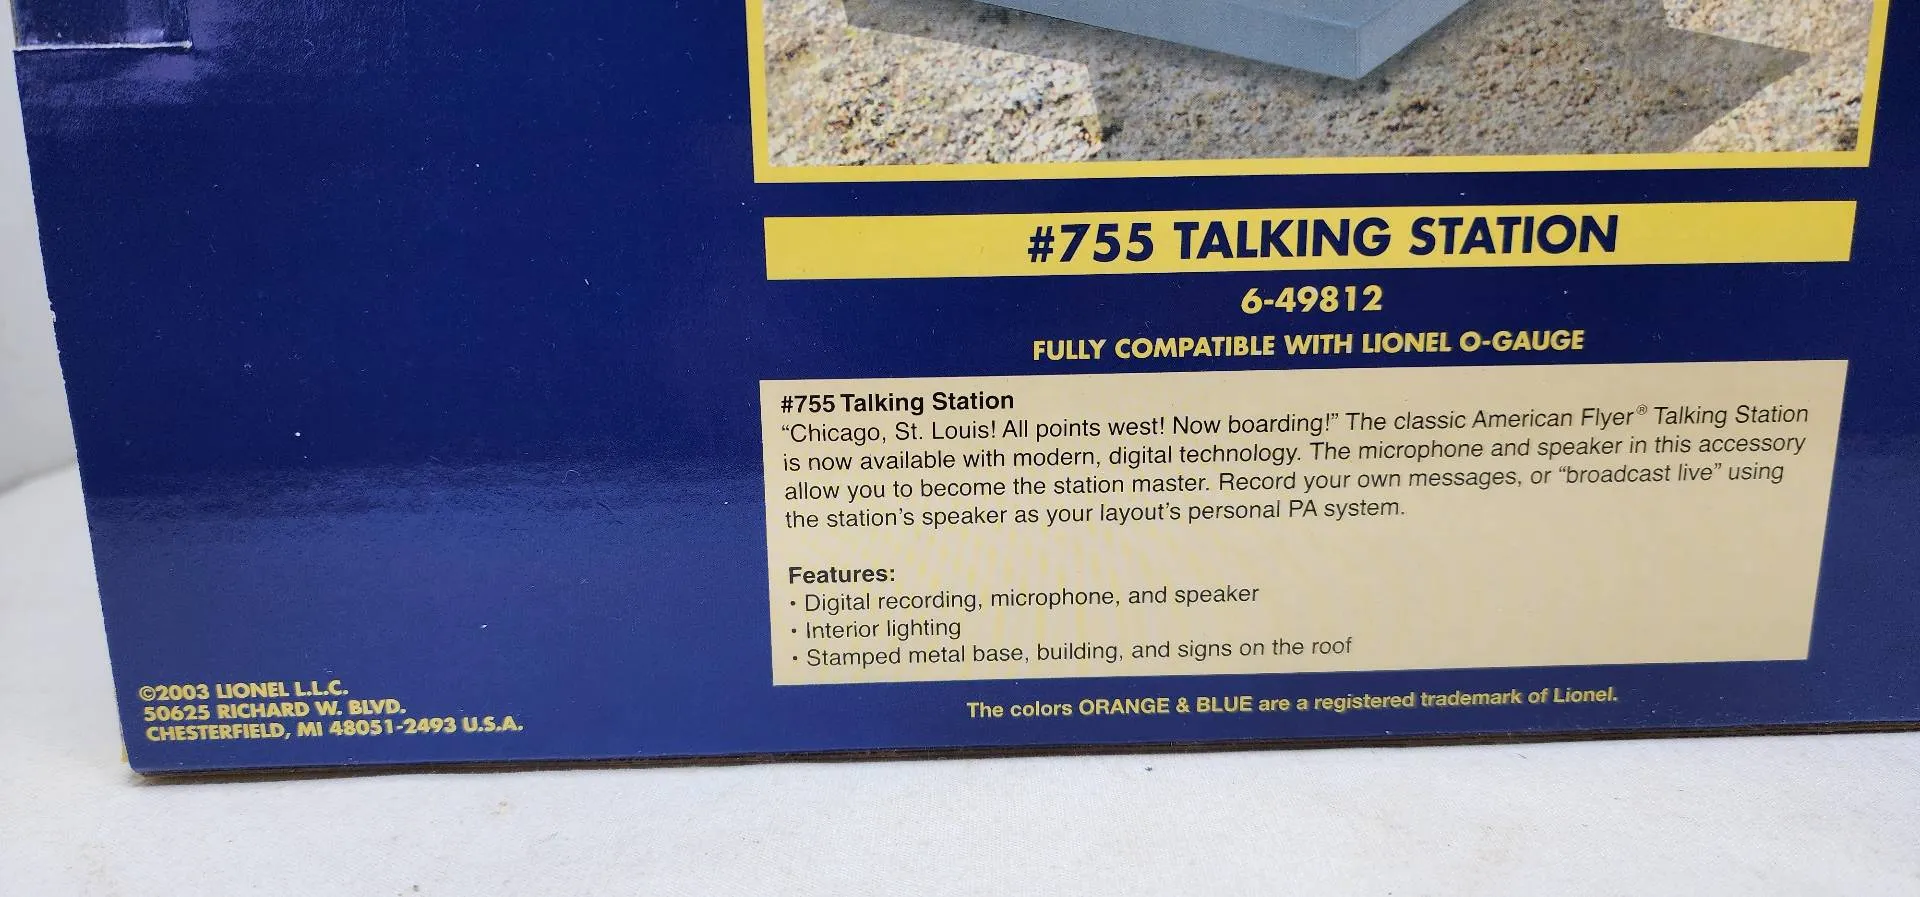 #755 TALKING STATION
6-49812
FULLY COMPATIBLE WITH LIONEL O-GAUGE
#755 Talking Station
“Chicago, St. Louis! All points west! Now boarding!” The classic American Flyer® Talking Station
is now available with modern, digital technology. The microphone and speaker in this accessory
allow you to become the station master. Record your own messages, or “broadcast live” using
the station’s speaker as your layout’s personal PA system.
Features:
• Digital recording, microphone, and speaker
• Interior lighting
• Stamped metal base, building, and signs on the roof
The colors ORANGE & BLUE are a registered trademark of Lionel.
©2003 LIONEL L.L.C.
50625 RICHARD W. BLVD.
CHESTERFIELD, MI 48051-2493 U.S.A.